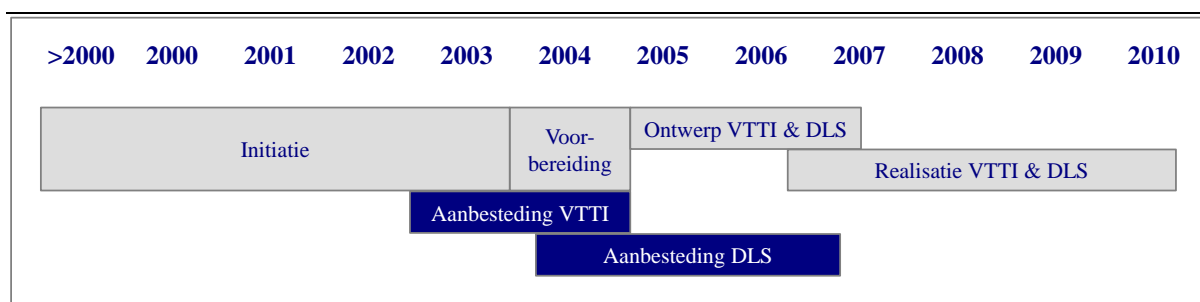 >2000 2000 2001 2002 2003 2004 2005 2006 2007 2008 2009 2010
Initiatie
Voor-
bereiding
Ontwerp VTTI & DLS
Realisatie VTTI & DLS
Aanbesteding VTTI
Aanbesteding DLS